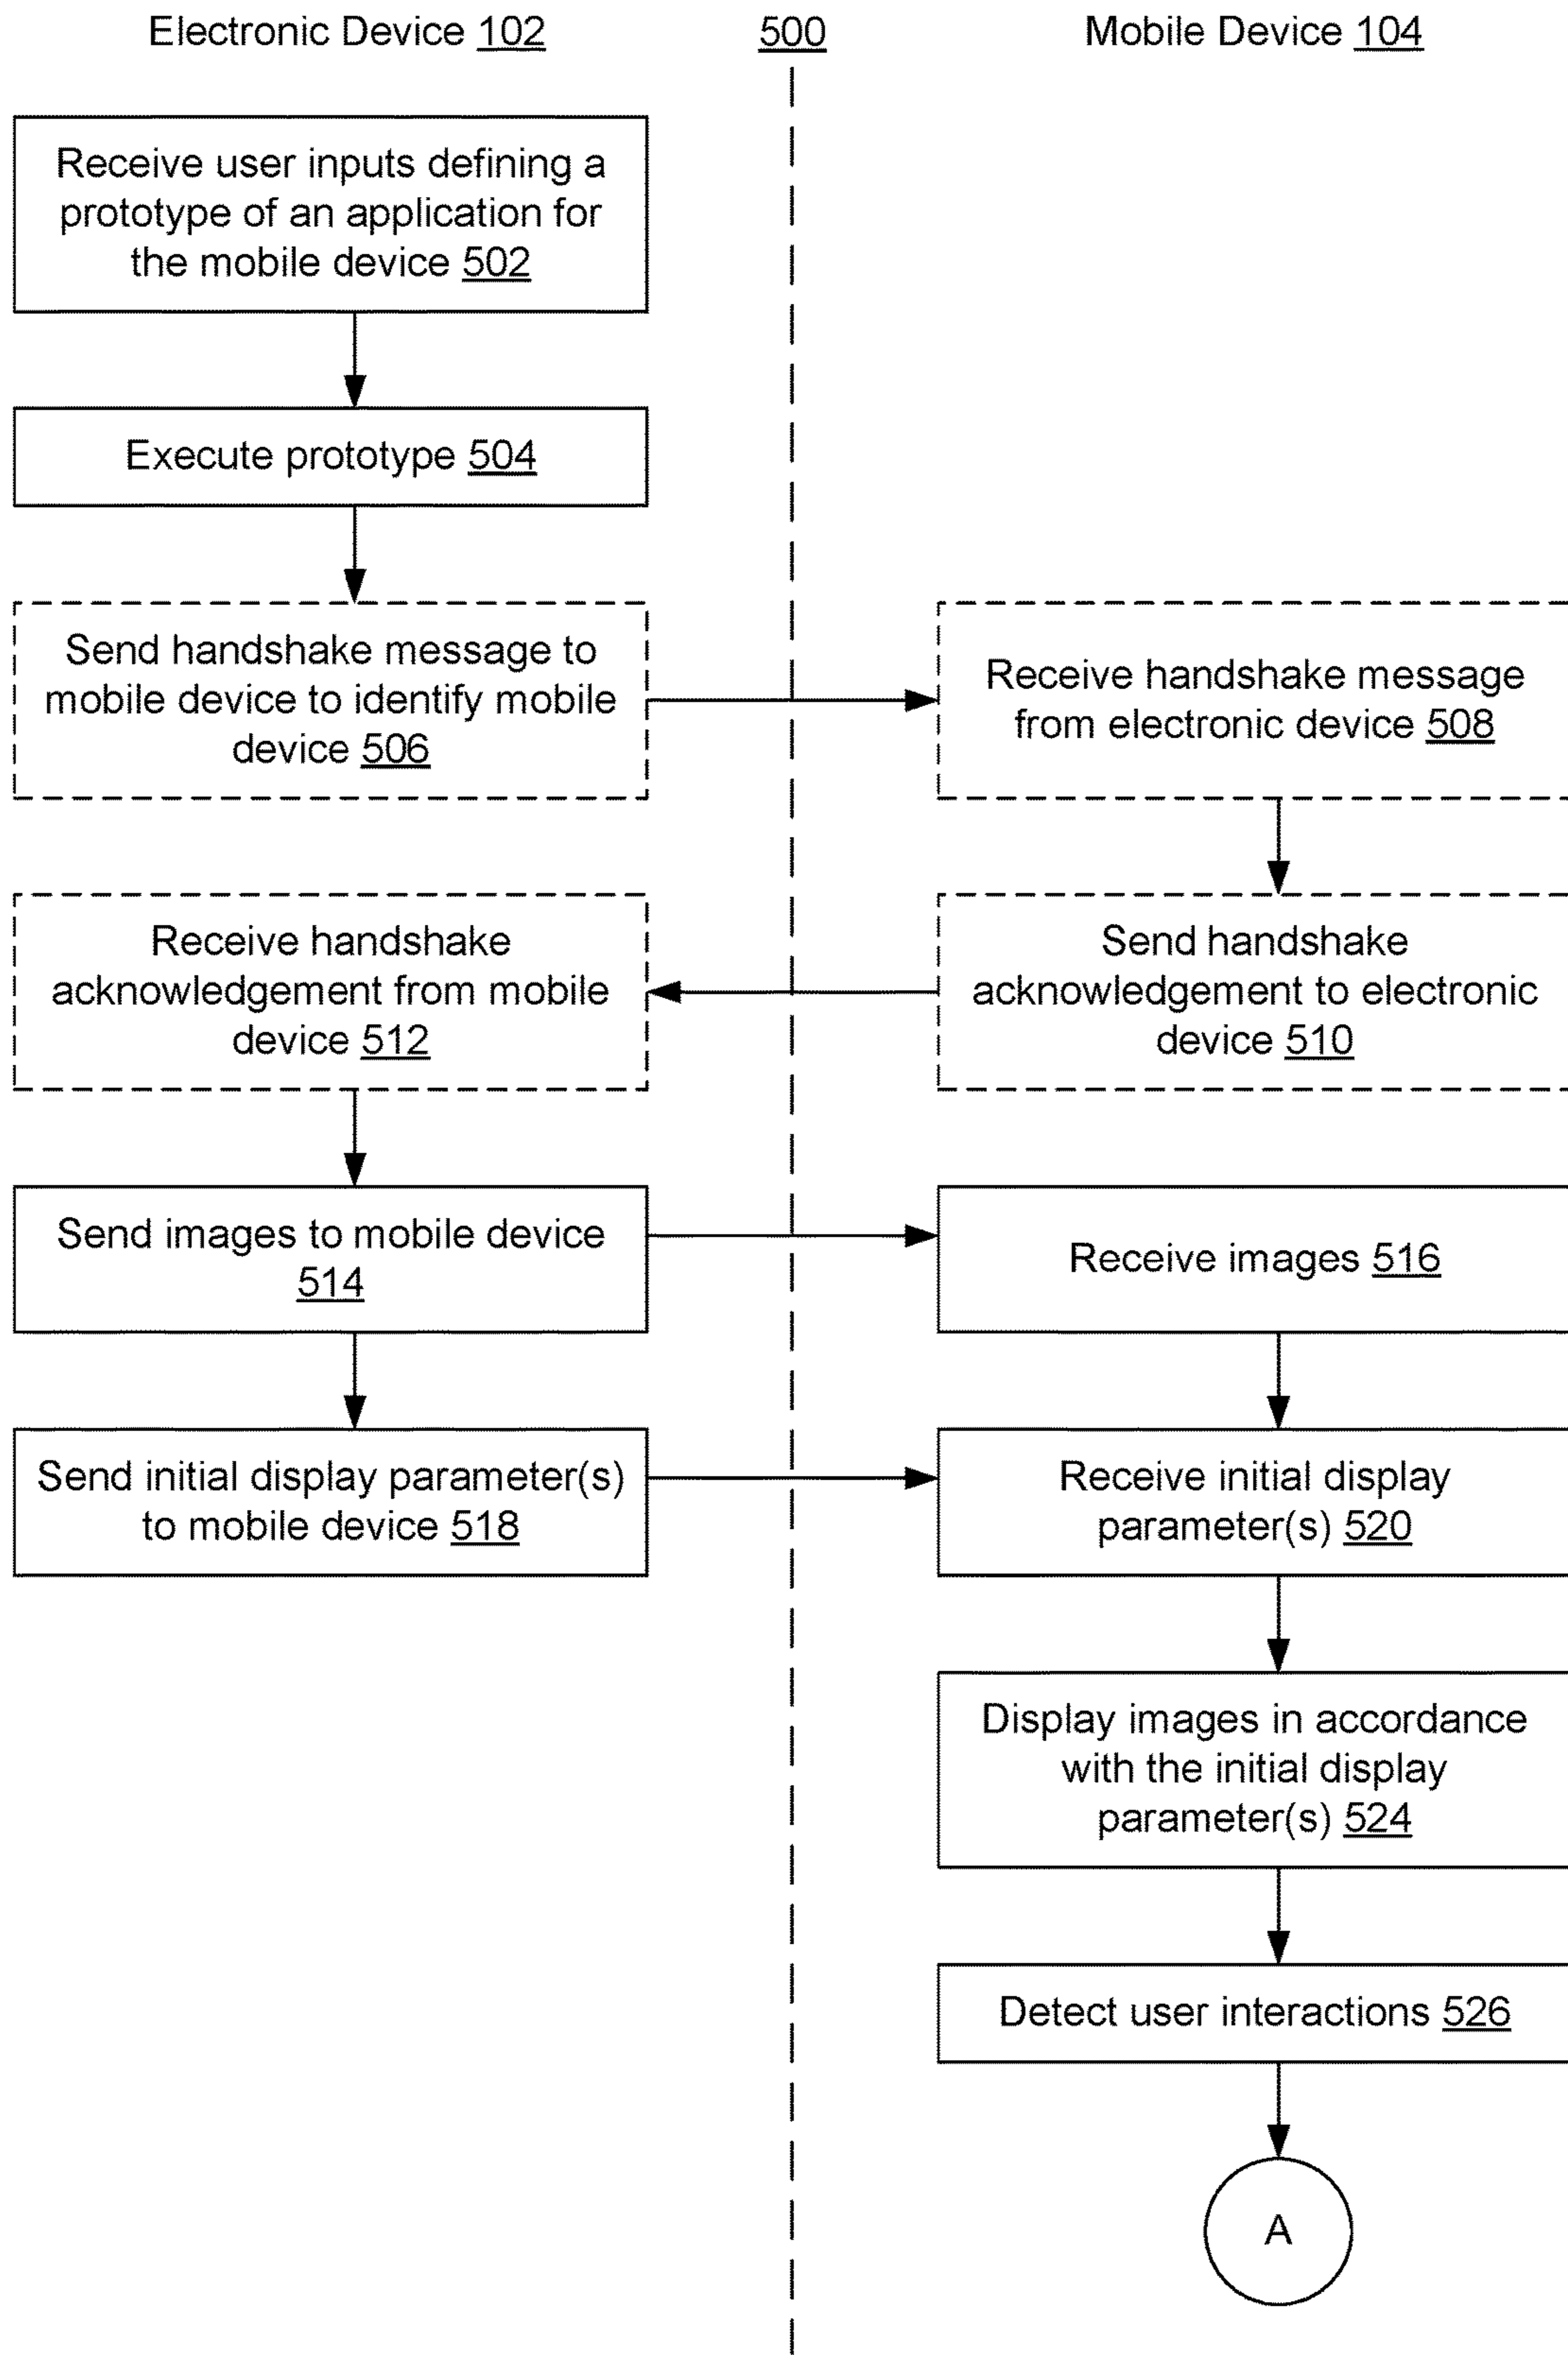 Electronic Device 102
500
Mobile Device 104
Receive user inputs defining a
prototype of an application for
the mobile device 502
Execute prototype 504
Send handshake message to
mobile device to identify mobile
device 506
Receive handshake message
from electronic device 508
Receive handshake
acknowledgement from mobile
device 512
Send handshake
acknowledgement to electronic
device 510
Send images to mobile device
514
Receive images 516
Send initial display parameter(s)
to mobile device 518
Receive initial display
parameter(s) 520
Display images in accordance
with the initial display
parameter(s) 524
Detect user interactions 526
A